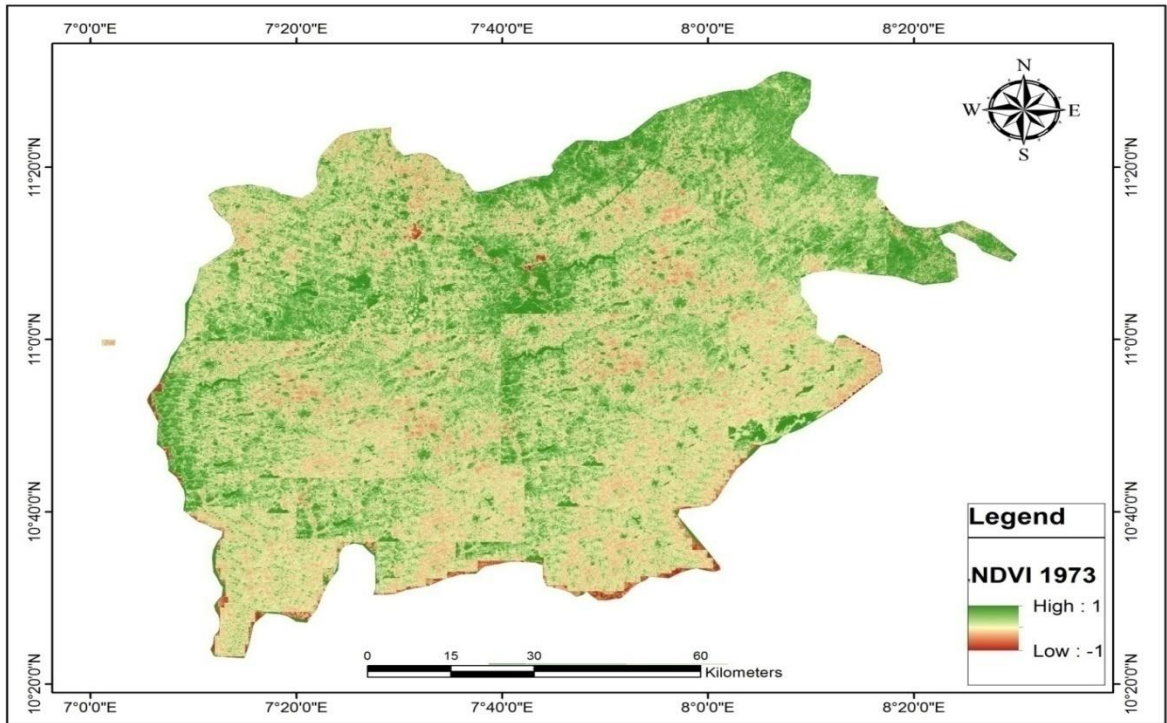 7°0'0"E 7°20'0"E 7°40'0"E 8°0'0"E 8°20'0"E
N
W E
S
11°20'0"N 11°20'0"N
11°0'0"N 11°0'0"N
10°40'0"N 10°40'0"N
Legend
NDVI 1973
High : 1
Low : -1
0 15 30 60
Kilometers
10°20'0"N 10°20'0"N
7°0'0"E 7°20'0"E 7°40'0"E 8°0'0"E 8°20'0"E